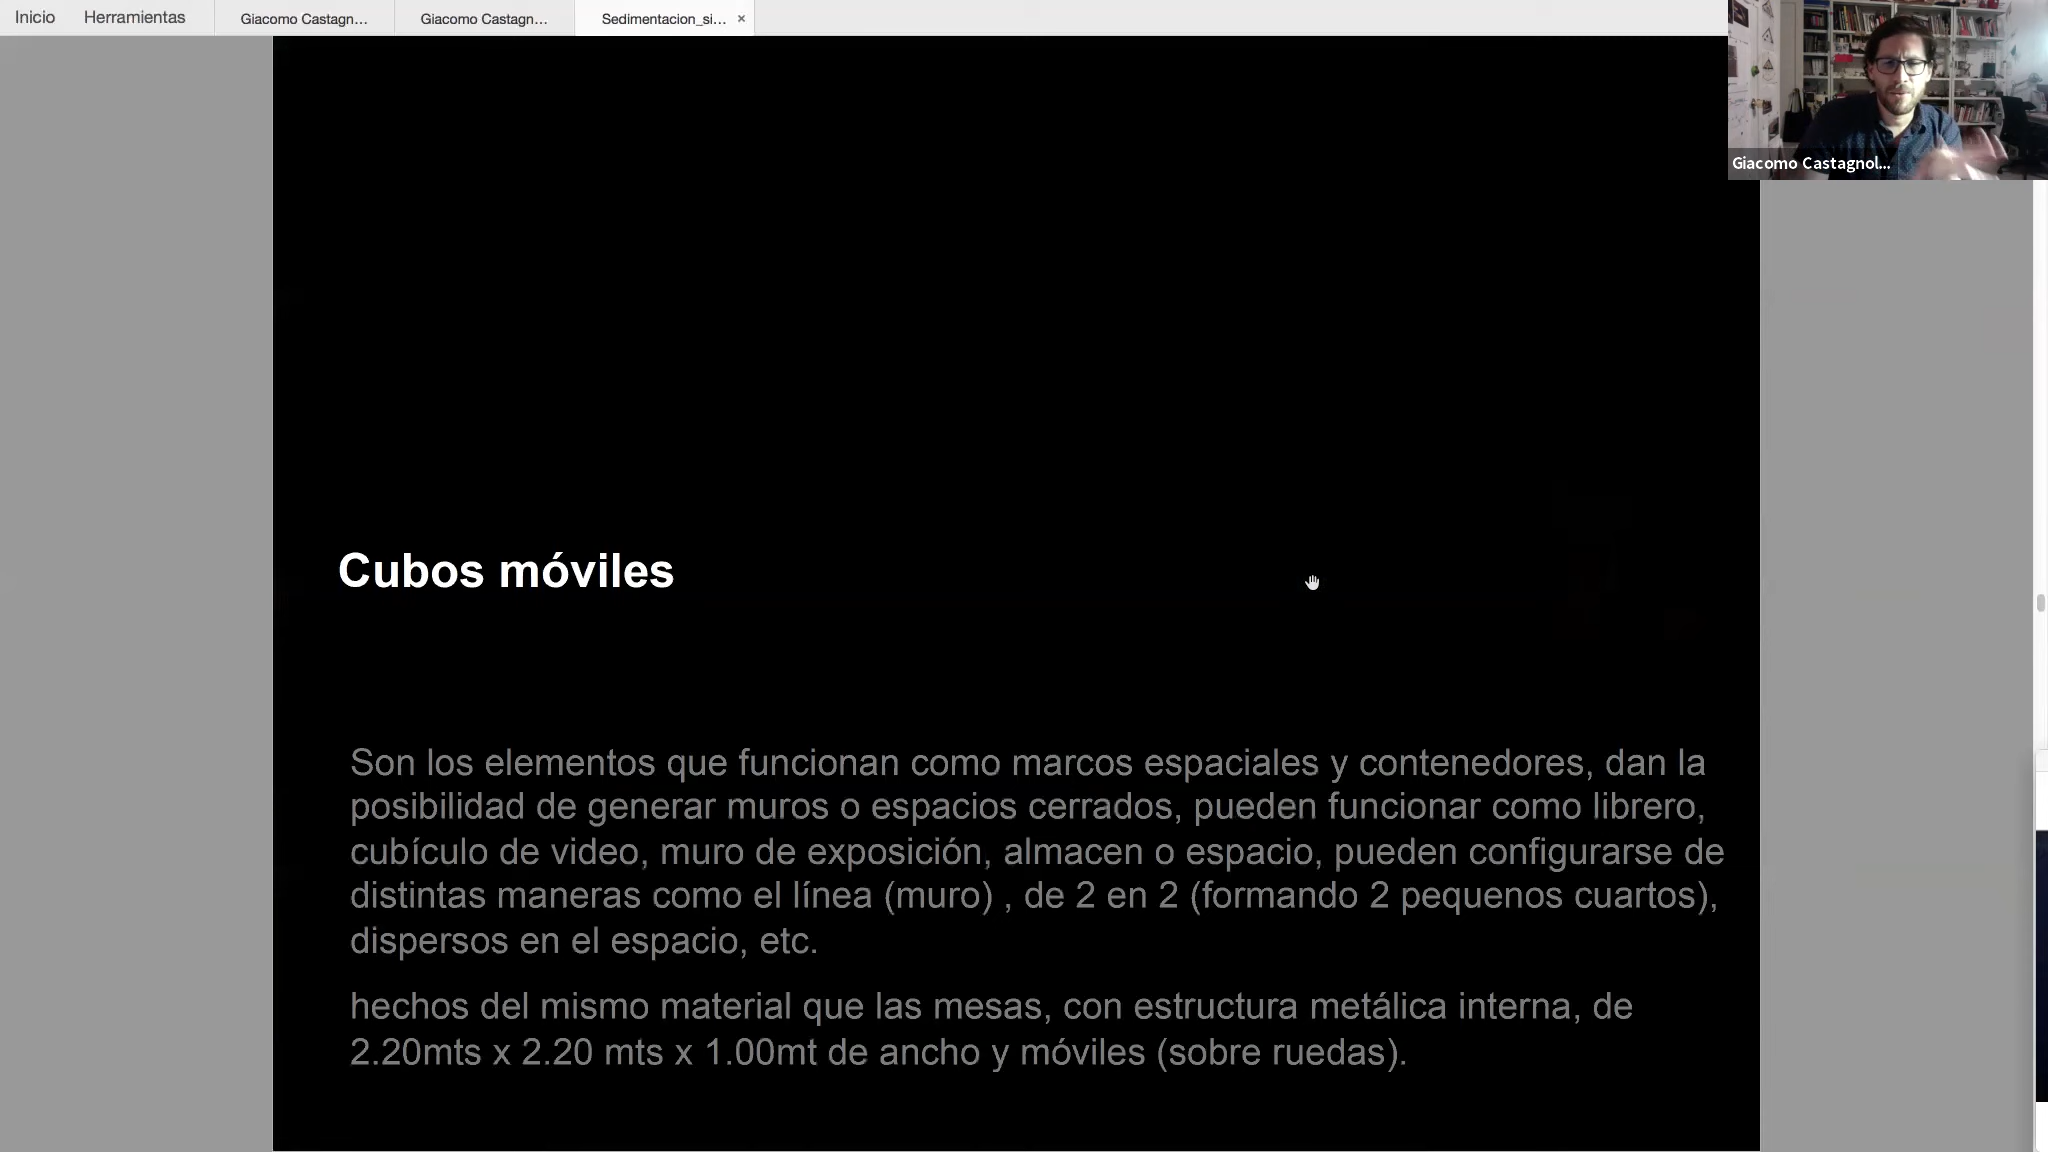 Inicio Herramientas Giacomo Castagn... Giacomo Castagn... Sedimentacion_si... ×
Giacomo Castagnol...
Cubos móviles
Son los elementos que funcionan como marcos espaciales y contenedores, dan la
posibilidad de generar muros o espacios cerrados, pueden funcionar como librero,
cubículo de video, muro de exposición, almacen o espacio, pueden configurarse de
distintas maneras como el línea (muro) , de 2 en 2 (formando 2 pequenos cuartos),
dispersos en el espacio, etc.
hechos del mismo material que las mesas, con estructura metálica interna, de
2.20mts x 2.20 mts x 1.00mt de ancho y móviles (sobre ruedas).